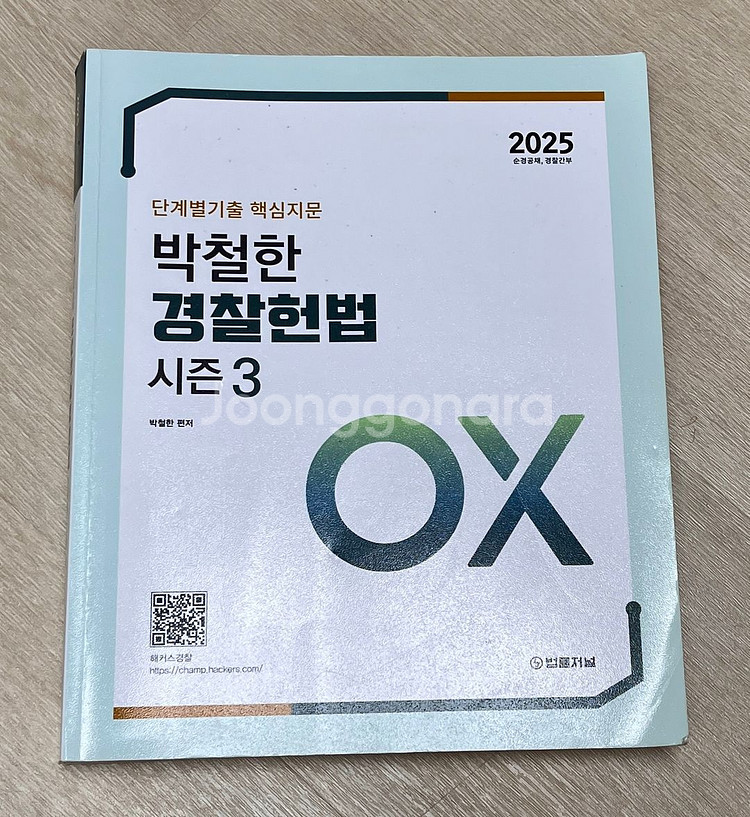 2025
순경공채, 경찰간부
단계별기출 핵심지문
박철한
경찰헌법
시즌 3
Joonggonara
박철한 편저
OX
해커스경찰
https://champ.hackers.com/
법률저널